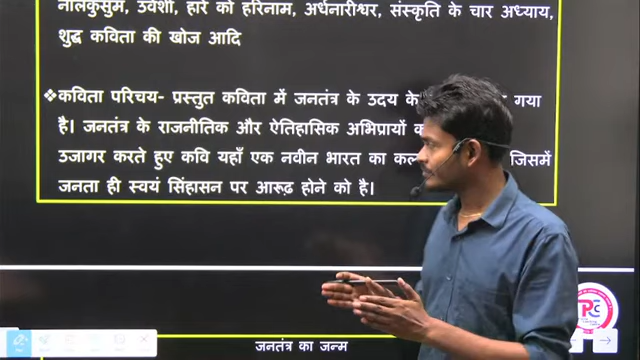 नीलकुसुम, उर्वशी, हारे को हरिनाम, अर्धनारीश्वर, संस्कृति के चार अध्याय,
शुद्ध कविता की खोज आदि
❖कविता परिचय- प्रस्तुत कविता में जनतंत्र के उदय के गया
है। जनतंत्र के राजनीतिक और ऐतिहासिक अभिप्रायों
उजागर करते हुए कवि यहाँ एक नवीन भारत का जिसमें
जनता ही स्वयं सिंहासन पर आरूढ़ होने को है।
जनतंत्र का जन्म